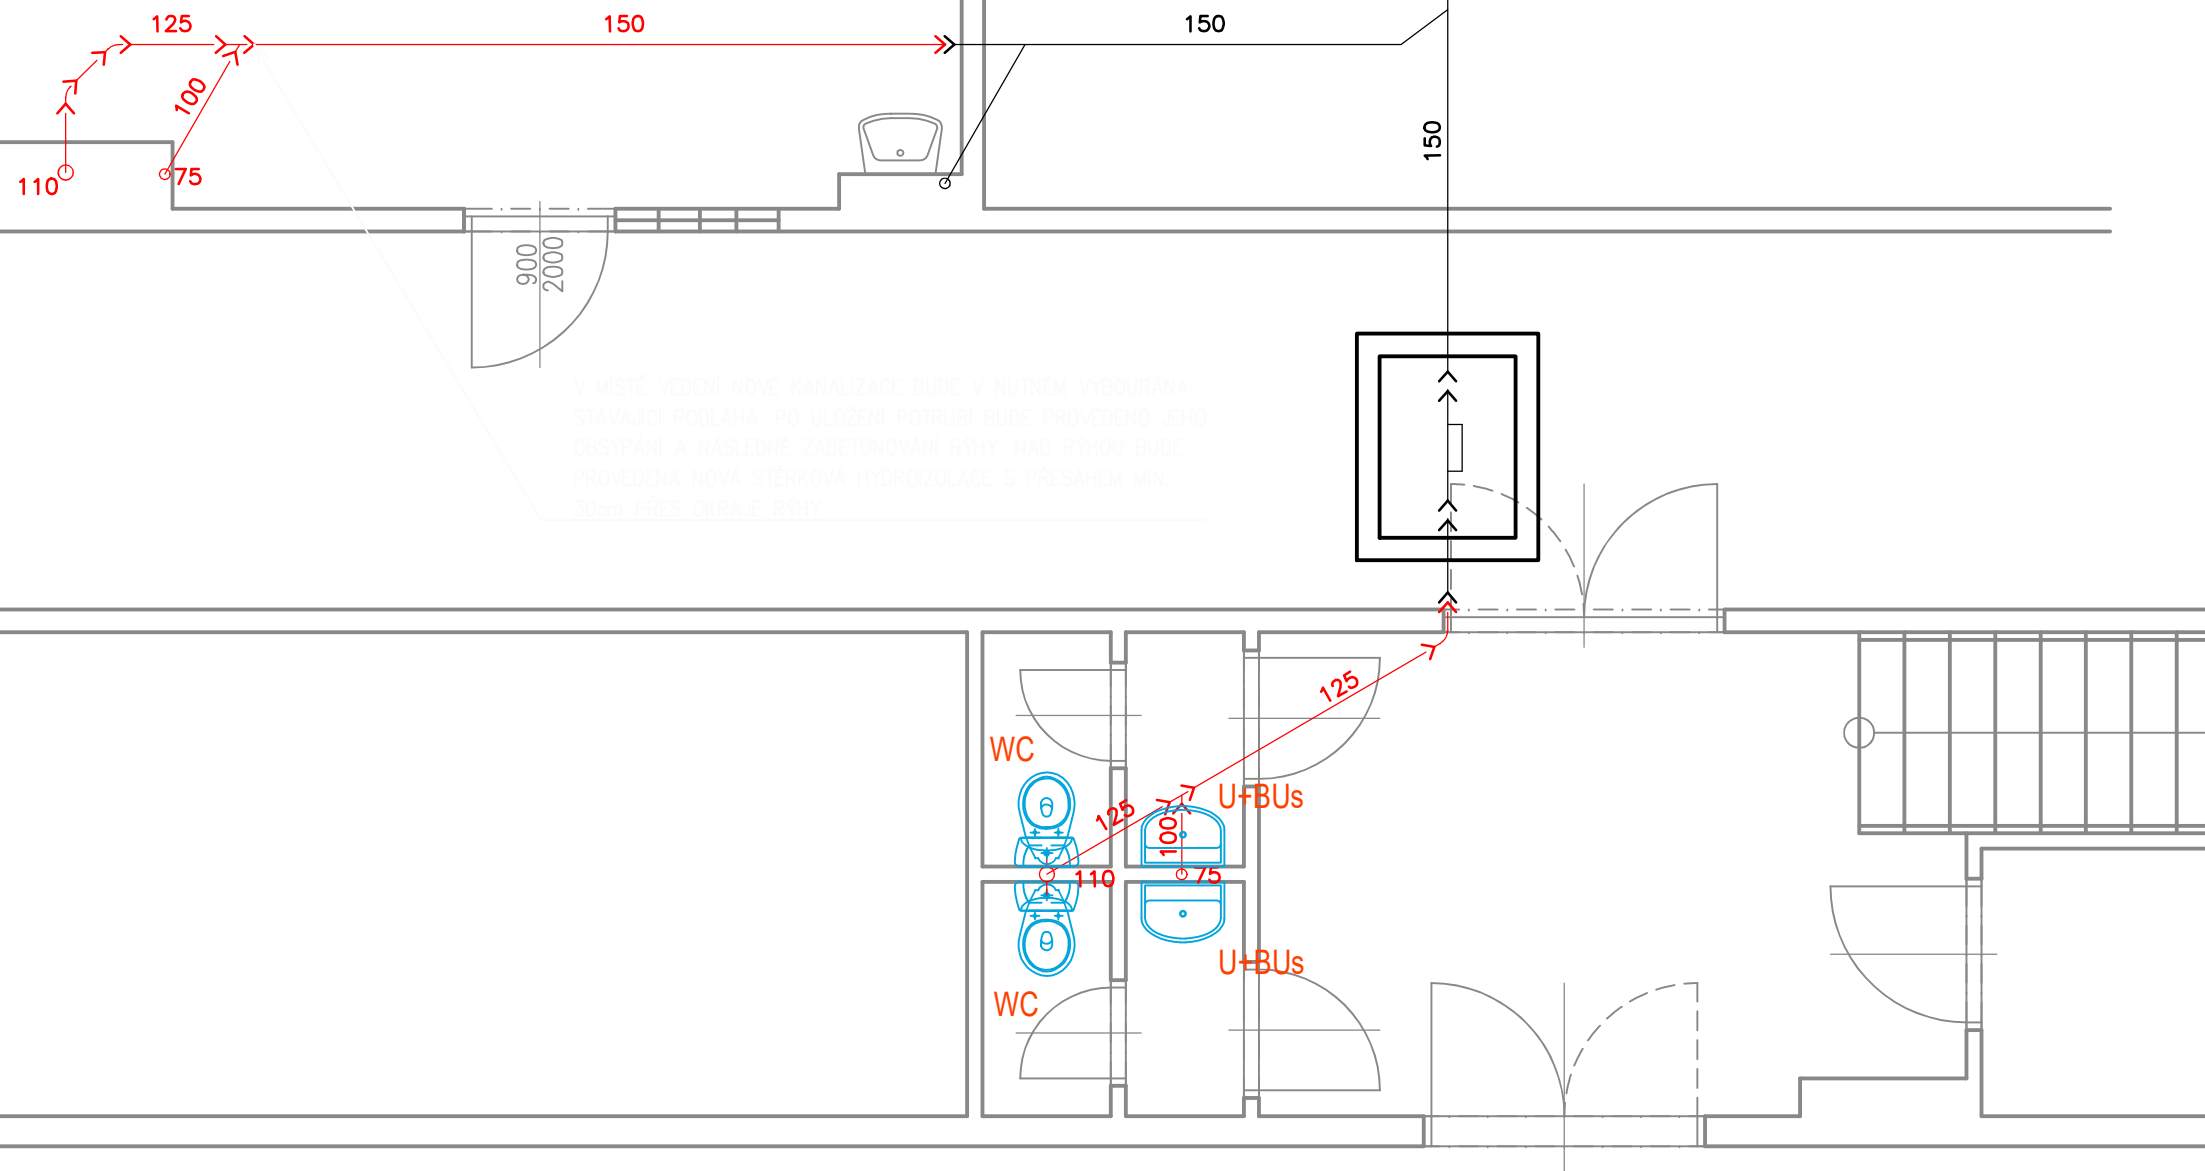 125
150
150
100
110
75
150
900
2000
V MÍSTĚ VEDENÍ NOVÉ KANALIZACE BUDE V NUTNÉM VYBOURÁNA
STÁVAJÍCÍ PODLAHA. PO ULOŽENÍ POTRUBÍ BUDE PROVEDENO JEHO
OBSYPÁNÍ A NÁSLEDNÉ ZABETONOVÁNÍ RÝHY. NAD RÝHOU BUDE
PROVEDENA NOVÁ STĚRKOVÁ HYDROIZOLACE S PŘESAHEM MIN.
30cm PŘES OKRAJE RÝHY
125
WC
U+BUs
125
100
110
75
U+BUs
WC